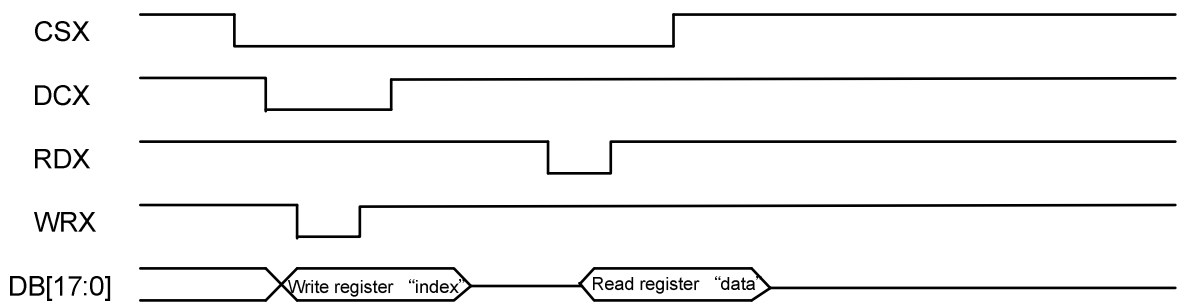 CSX
DCX
RDX
WRX
DB[17:0]
Write register “index”
Read register “data”